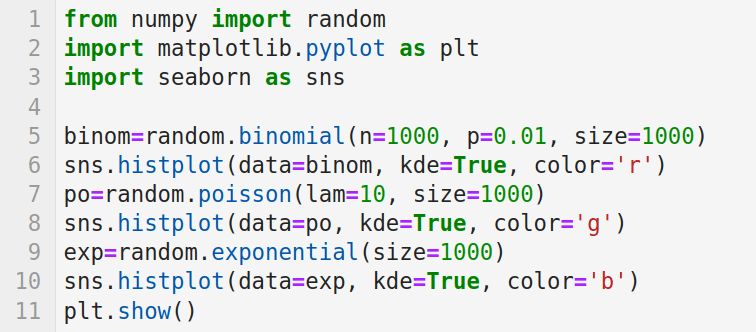 1 from numpy import random
2 import matplotlib.pyplot as plt
3 import seaborn as sns
4
5 binom=random.binomial(n=1000, p=0.01, size=1000)
6 sns.histplot(data=binom, kde=True, color='r')
7 po=random.poisson(lam=10, size=1000)
8 sns.histplot(data=po, kde=True, color='g')
9 exp=random.exponential(size=1000)
10 sns.histplot(data=exp, kde=True, color='b')
11 plt.show()